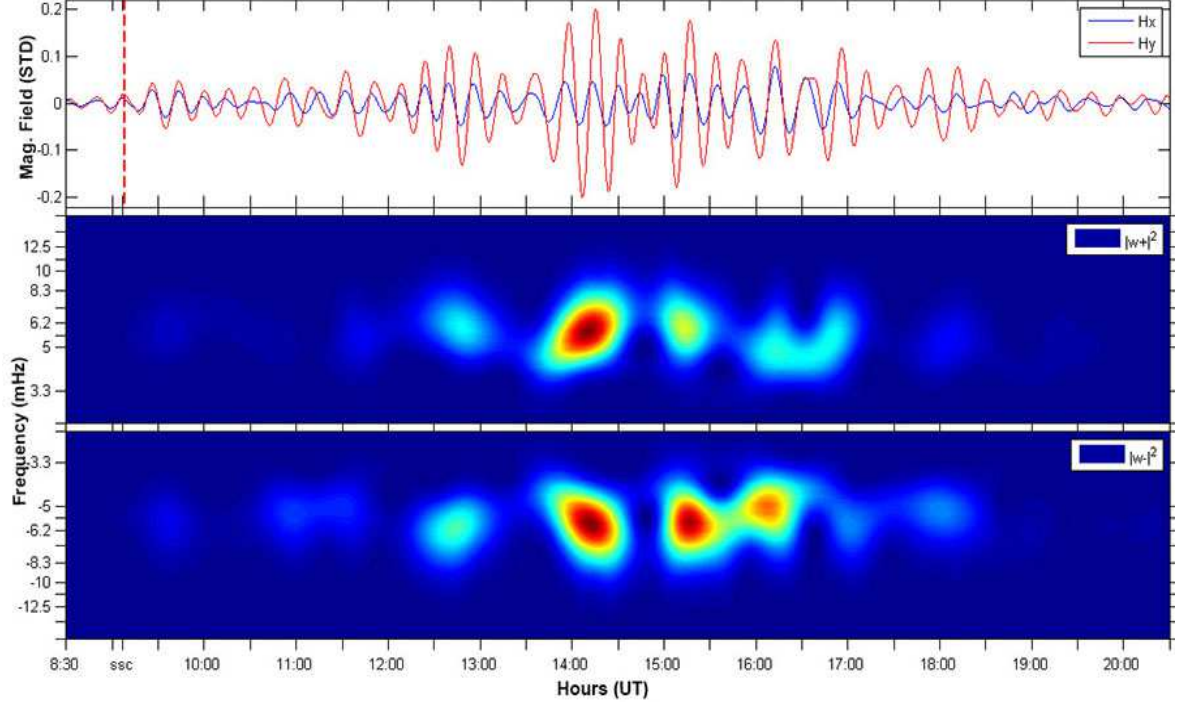 Mag. Field (STD)
0.2
0.1
0
-0.1
-0.2
Hx
Hy
Frequency (mHz)
12.5
10
8.3
6.2
5
3.3
|w+|²
-3.3
-5
-6.2
-8.3
-10
-12.5
|w-|²
8:30 ssc 10:00 11:00 12:00 13:00 14:00 15:00 16:00 17:00 18:00 19:00 20:00
Hours (UT)